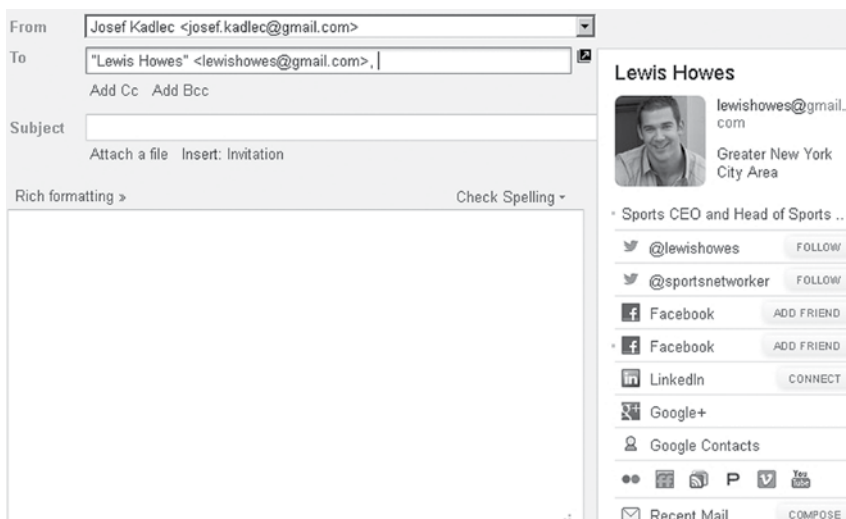 From Josef Kadlec <josef.kadlec@gmail.com>
To "Lewis Howes" <lewishowes@gmail.com>,
Add Cc Add Bcc
Subject
Attach a file Insert: Invitation
Rich formatting » Check Spelling
Lewis Howes
lewishowes@gmail.
com
Greater New York
City Area
Sports CEO and Head of Sports ..
@lewishowes FOLLOW
@sportsnetworker FOLLOW
Facebook ADD FRIEND
Facebook ADD FRIEND
LinkedIn CONNECT
Google+
Google Contacts
You Tube
Recent Mail COMPOSE